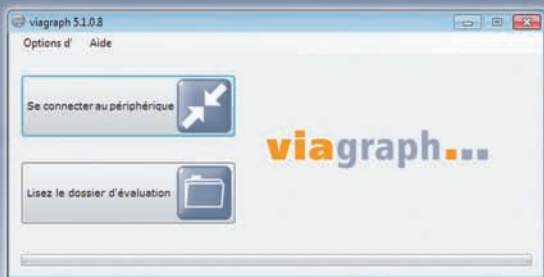 viagraph 5.1.0.8
Options d' Aide
Se connecter au périphérique
viagraph...
Lisez le dossier d'évaluation